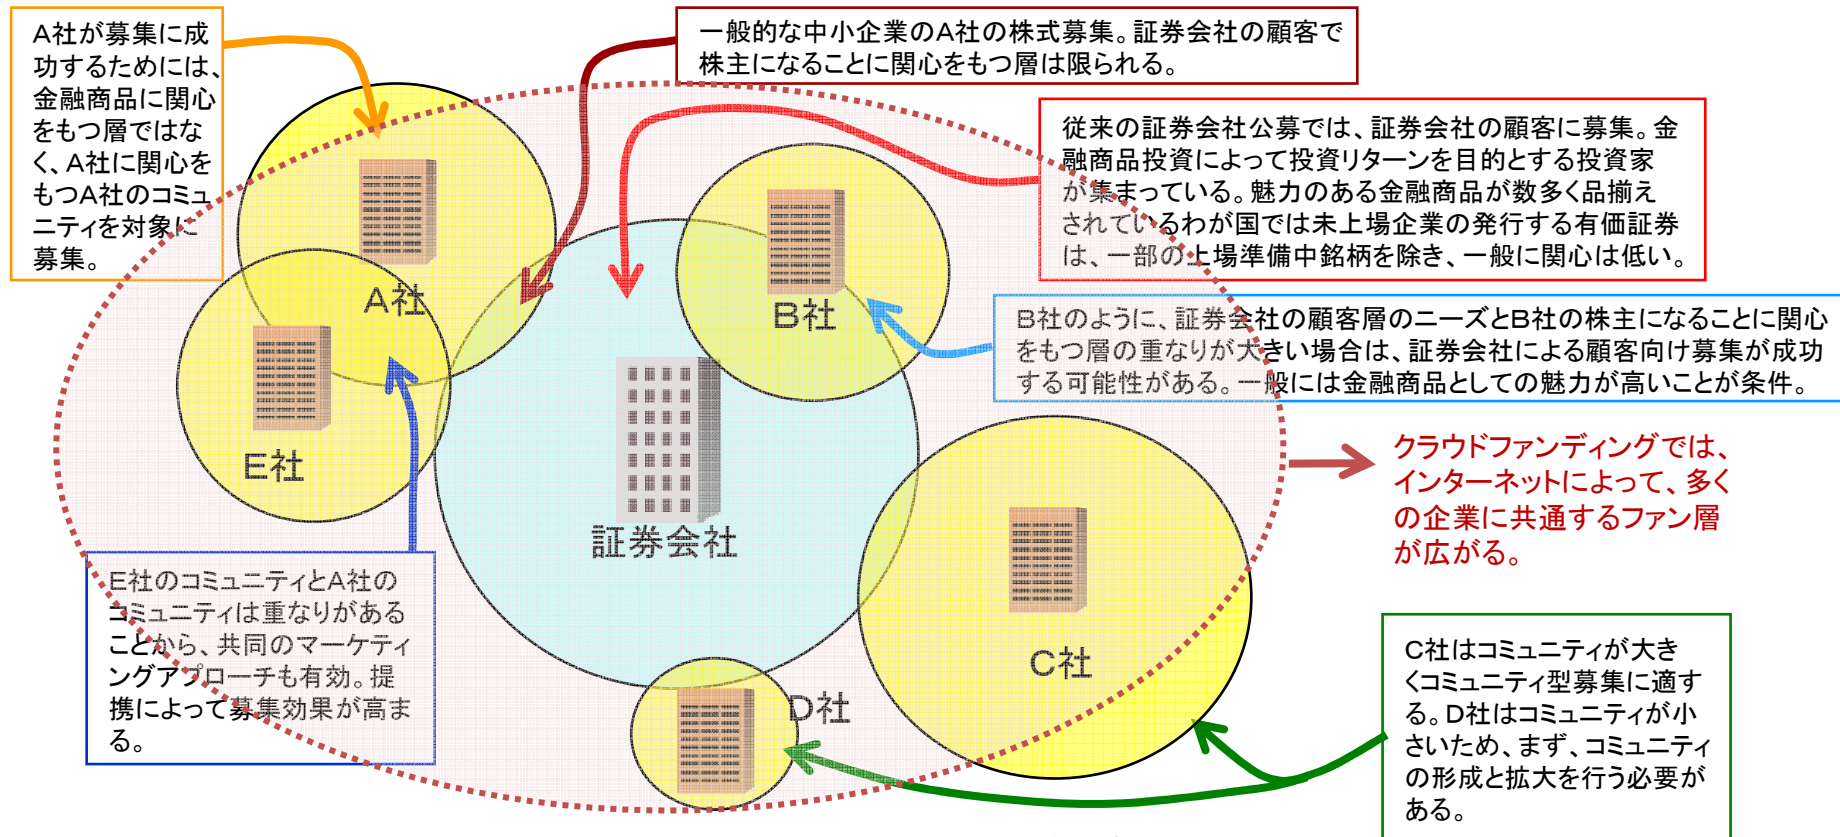 A社が募集に成
功するためには、
金融商品に関心
をもつ層ではな
く、A社に関心を
もつA社のコミュ
ニティを対象に
募集。
一般的な中小企業のA社の株式募集。証券会社の顧客で
株主になることに関心をもつ層は限られる。
従来の証券会社公募では、証券会社の顧客に募集。金
融商品投資によって投資リターンを目的とする投資家
が集まっている。魅力のある金融商品が数多く品揃え
されているわが国では未上場企業の発行する有価証券
は、一部の上場準備中銘柄を除き、一般に関心は低い。
A社
B社
B社のように、証券会社の顧客層のニーズとB社の株主になることに関心
をもつ層の重なりが大きい場合は、証券会社による顧客向け募集が成功
する可能性がある。一般には金融商品としての魅力が高いことが条件。
E社
証券会社
クラウドファンディングでは、
インターネットによって、多く
の企業に共通するファン層
が広がる。
E社のコミュニティとA社の
コミュニティは重なりがある
ことから、共同のマーケティ
ングアプローチも有効。提
携によって募集効果が高ま
る。
C社
D社
C社はコミュニティが大き
くコミュニティ型募集に適す
る。D社はコミュニティが小
さいため、まず、コミュニティ
の形成と拡大を行う必要が
ある。